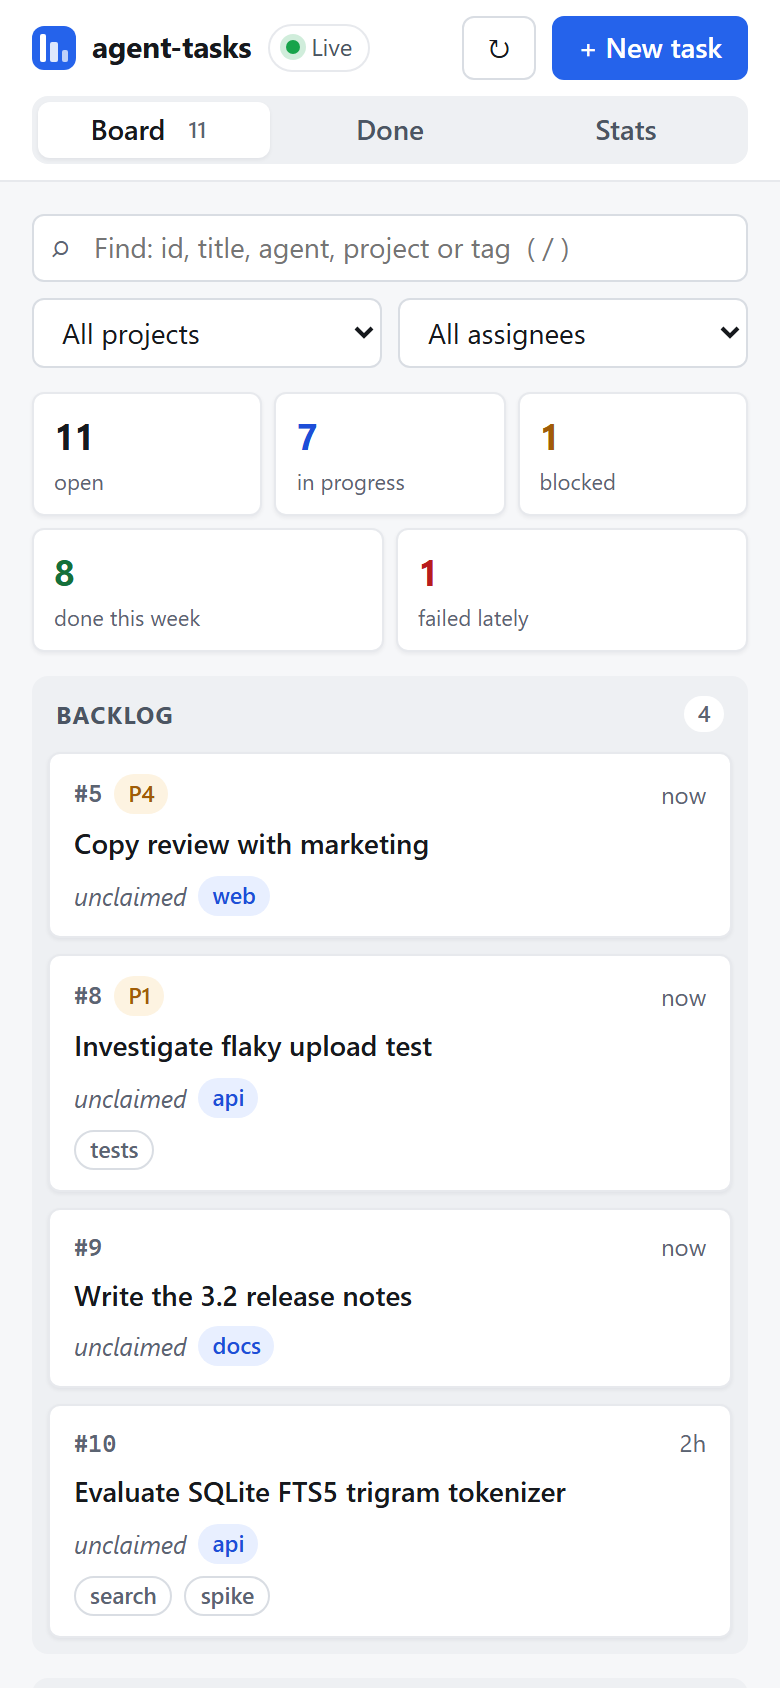 agent-tasks Live ↻ + New task
Board 11 Done Stats
Find: id, title, agent, project or tag ( / )
All projects All assignees
11 7 1
open in progress blocked
8 1
done this week failed lately
BACKLOG 4
#5 P4 now
Copy review with marketing
unclaimed web
#8 P1 now
Investigate flaky upload test
unclaimed api
tests
#9 now
Write the 3.2 release notes
unclaimed docs
#10 2h
Evaluate SQLite FTS5 trigram tokenizer
unclaimed api
search spike